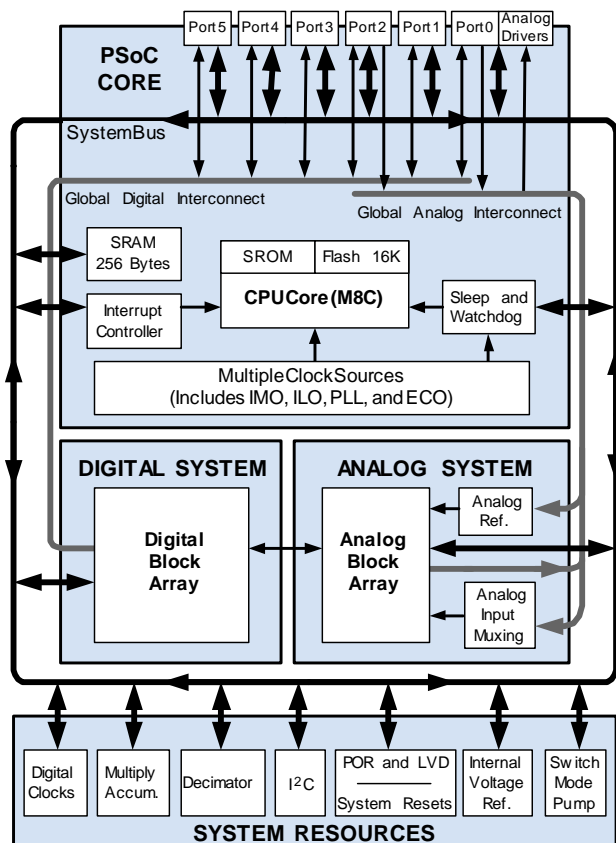 Port5 Port4 Port3 Port2 Port1 Port0 Analog
Drivers
PSoC
CORE
SystemBus
Global Digital Interconnect
Global Analog Interconnect
SRAM
256 Bytes
SROM Flash 16K
CPUCore(M8C)
Interrupt
Controller
Sleep and
Watchdog
MultipleClockSources
(Includes IMO, ILO, PLL, and ECO)
DIGITAL SYSTEM
ANALOG SYSTEM
Digital
Block
Array
Analog
Block
Array
Analog
Ref.
Analog
Input
Muxing
Digital
Clocks
Multiply
Accum.
Decimator
I²C
POR and LVD
System Resets
Internal
Voltage
Ref.
Switch
Mode
Pump
SYSTEM RESOURCES